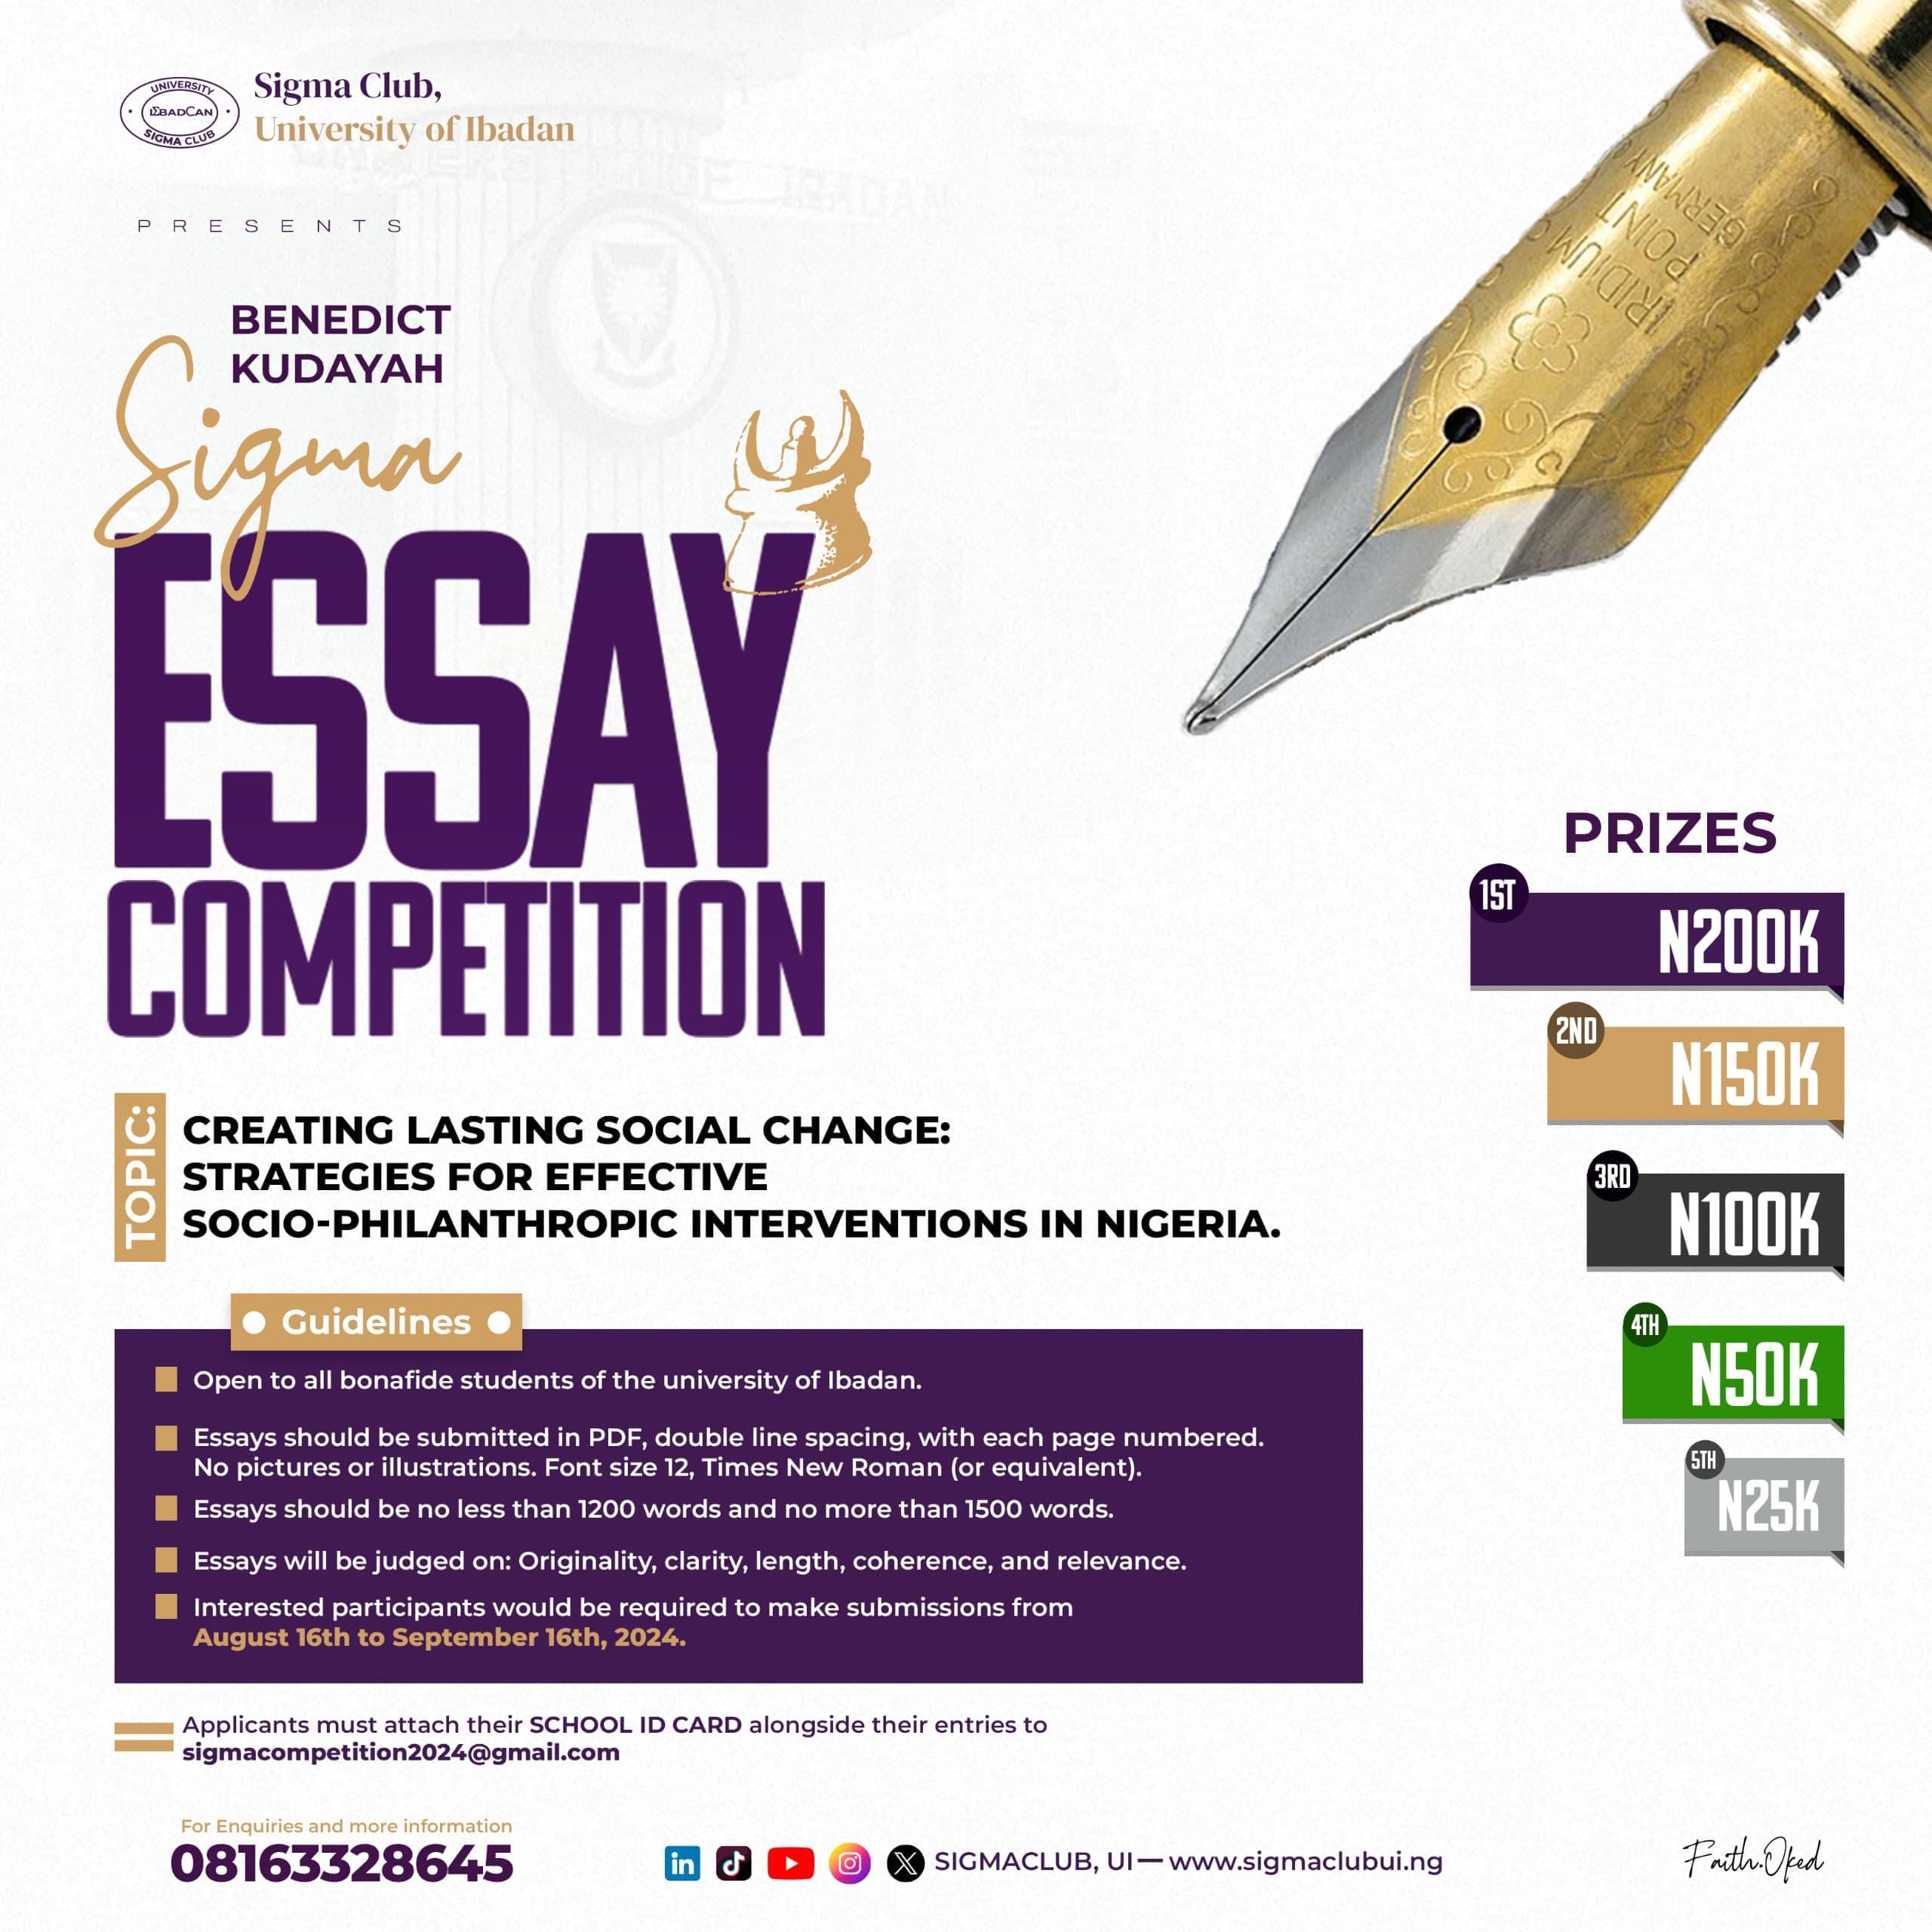 UNIVERSITY
IΣBADCAN
SIGMA CLUB
Sigma Club,
University of Ibadan
PRESENTS
BENEDICT
KUDAYAH
Sigma
ESSAY
COMPETITION
IRIDIUM
POINT
GERMANY
PRIZES
1ST
N200K
2ND
N150K
3RD
N100K
4TH
N50K
5TH
N25K
TOPIC:
CREATING LASTING SOCIAL CHANGE:
STRATEGIES FOR EFFECTIVE
SOCIO-PHILANTHROPIC INTERVENTIONS IN NIGERIA.
Guidelines
Open to all bonafide students of the university of Ibadan.
Essays should be submitted in PDF, double line spacing, with each page numbered.
No pictures or illustrations. Font size 12, Times New Roman (or equivalent).
Essays should be no less than 1200 words and no more than 1500 words.
Essays will be judged on: Originality, clarity, length, coherence, and relevance.
Interested participants would be required to make submissions from
August 16th to September 16th, 2024.
Applicants must attach their SCHOOL ID CARD alongside their entries to
sigmacompetition2024@gmail.com
For Enquiries and more information
08163328645
SIGMACLUB, UI — www.sigmaclubui.ng
Faith.Oked